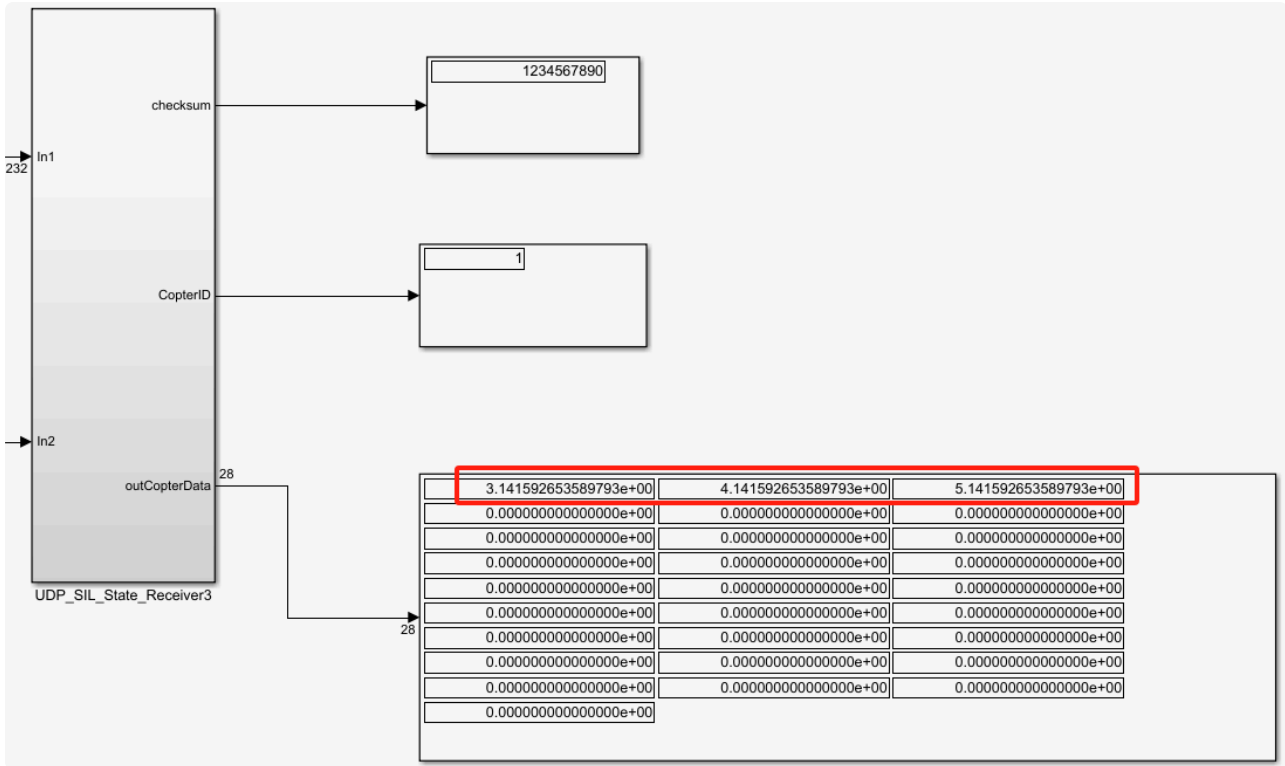 1234567890
checksum
In1
232
1
CopterID
In2
28
outCopterData
3.141592653589793e+00 4.141592653589793e+00 5.141592653589793e+00
0.000000000000000e+00 0.000000000000000e+00 0.000000000000000e+00
0.000000000000000e+00 0.000000000000000e+00 0.000000000000000e+00
0.000000000000000e+00 0.000000000000000e+00 0.000000000000000e+00
0.000000000000000e+00 0.000000000000000e+00 0.000000000000000e+00
UDP_SIL_State_Receiver3
0.000000000000000e+00 0.000000000000000e+00 0.000000000000000e+00
28
0.000000000000000e+00 0.000000000000000e+00 0.000000000000000e+00
0.000000000000000e+00 0.000000000000000e+00 0.000000000000000e+00
0.000000000000000e+00 0.000000000000000e+00 0.000000000000000e+00
0.000000000000000e+00